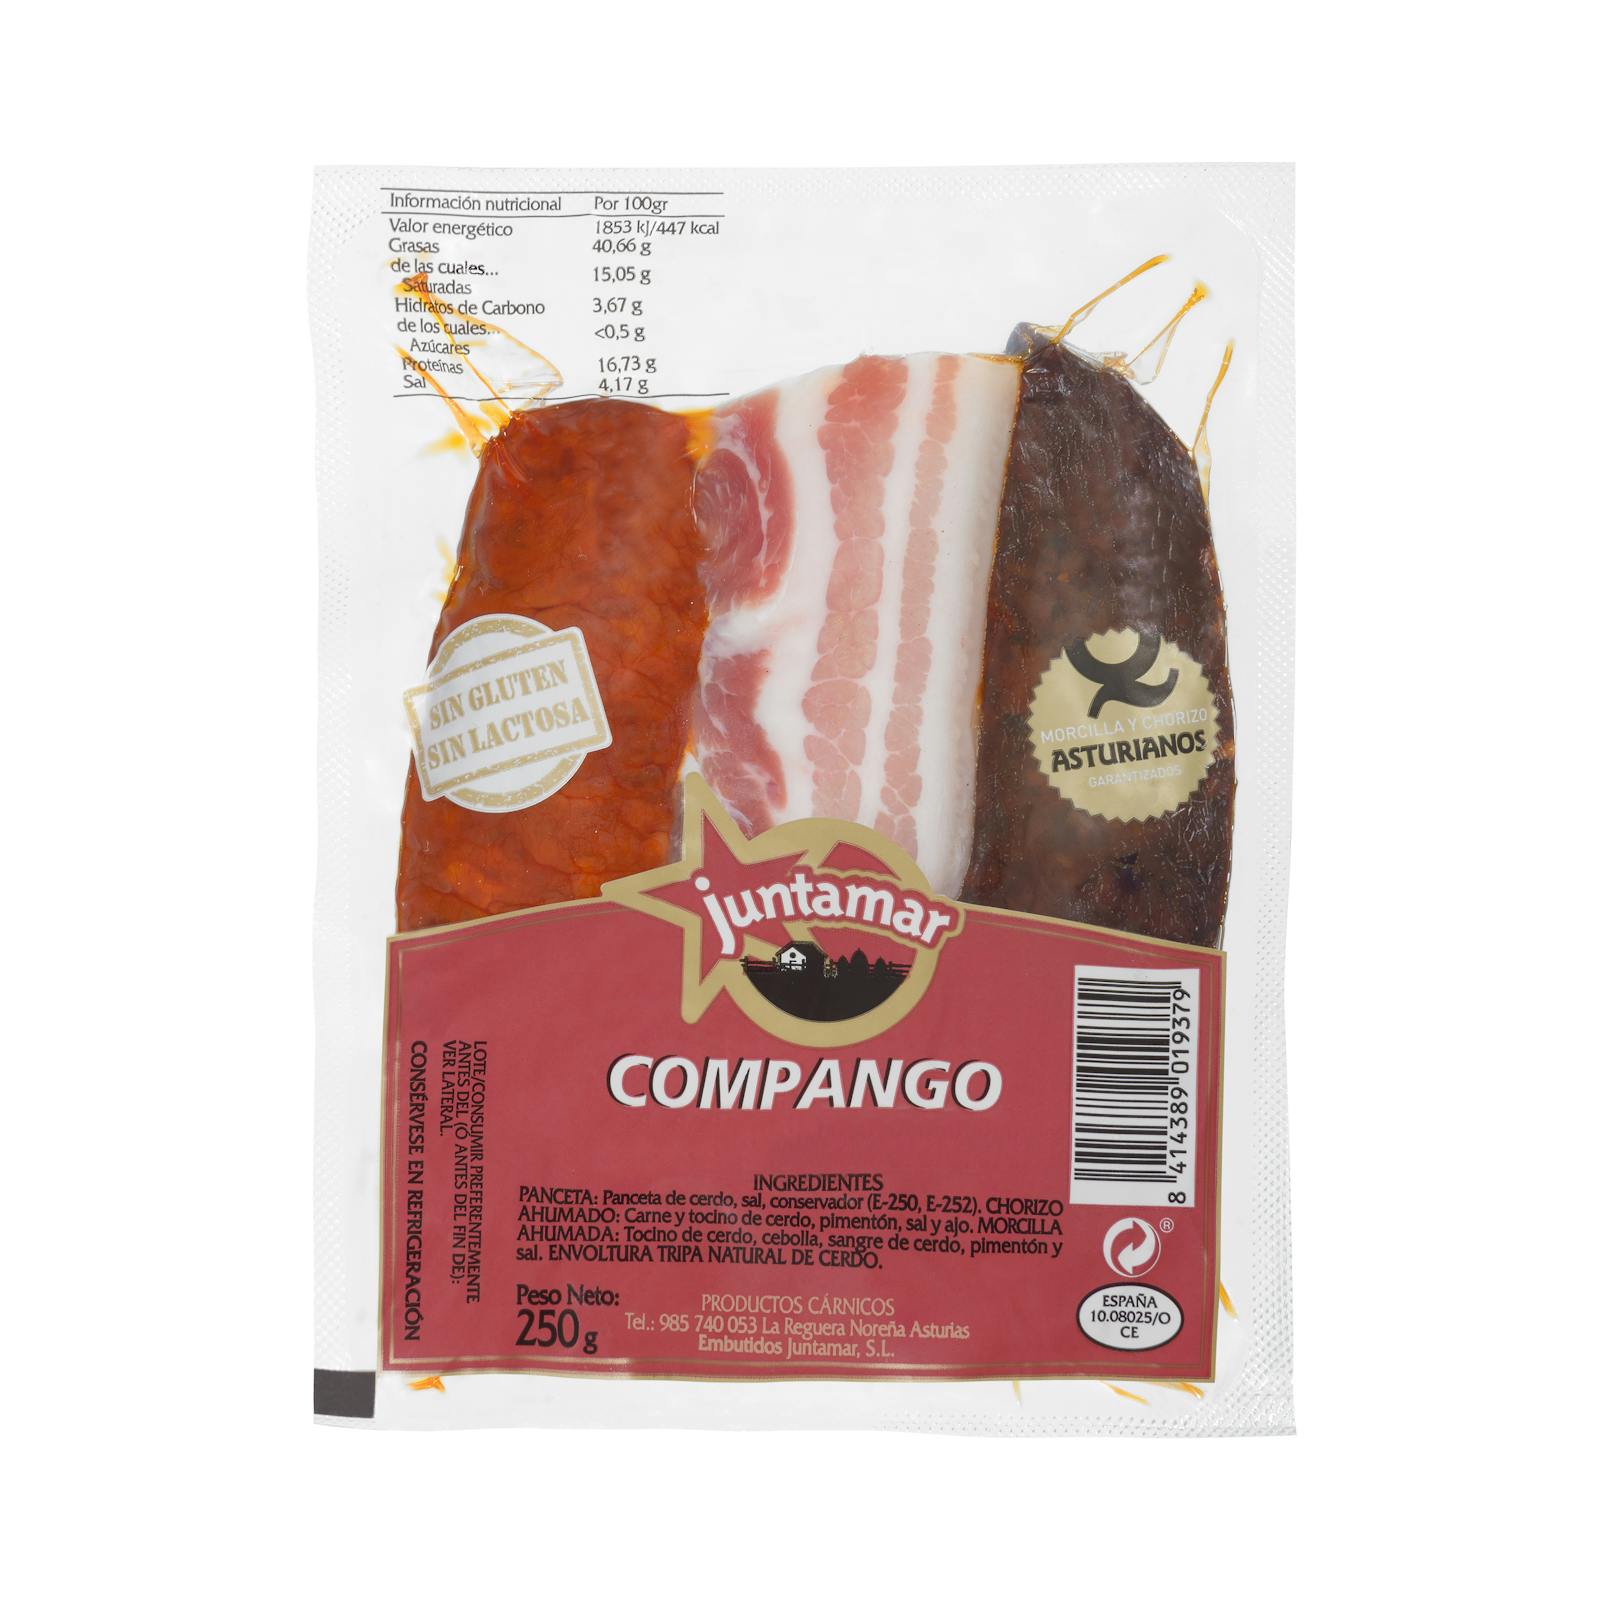 Información nutricional Por 100gr
Valor energético 1853 kJ/447 kcal
Grasas 40,66 g
de las cuales...
Saturadas 15,05 g
Hidratos de Carbono 3,67 g
de los cuales...
Azúcares <0,5 g
Proteínas 16,73 g
Sal 4,17 g
SIN GLUTEN
SIN LACTOSA
MORCILLA Y CHORIZO
ASTURIANOS
GARANTIZADOS
juntamar
COMPANGO
LOTE/CONSUMIR PREFERENTEMENTE
ANTES DEL (Ó ANTES DEL FIN DE):
VER LATERAL.
CONSÉRVESE EN REFRIGERACIÓN
8 414389 019379
INGREDIENTES
PANCETA: Panceta de cerdo, sal, conservador (E-250, E-252). CHORIZO
AHUMADO: Carne y tocino de cerdo, pimentón, sal y ajo. MORCILLA
AHUMADA: Tocino de cerdo, cebolla, sangre de cerdo, pimentón y
sal. ENVOLTURA TRIPA NATURAL DE CERDO.
Peso Neto:
250 g
PRODUCTOS CÁRNICOS
Tel.: 985 740 053 La Reguera Noreña Asturias
Embutidos Juntamar, S.L.
®
ESPAÑA
10.08025/O
CE